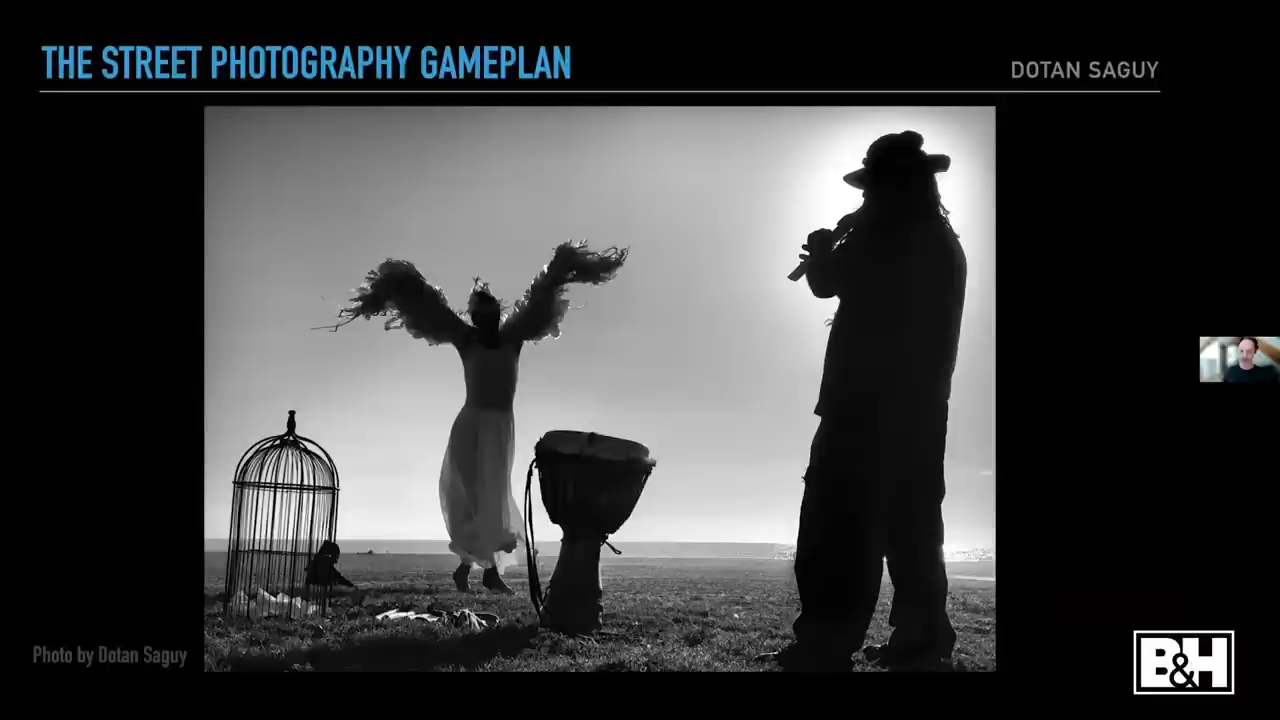 THE STREET PHOTOGRAPHY GAMEPLAN
DOTAN SAGUY
Photo by Dotan Saguy
B&H